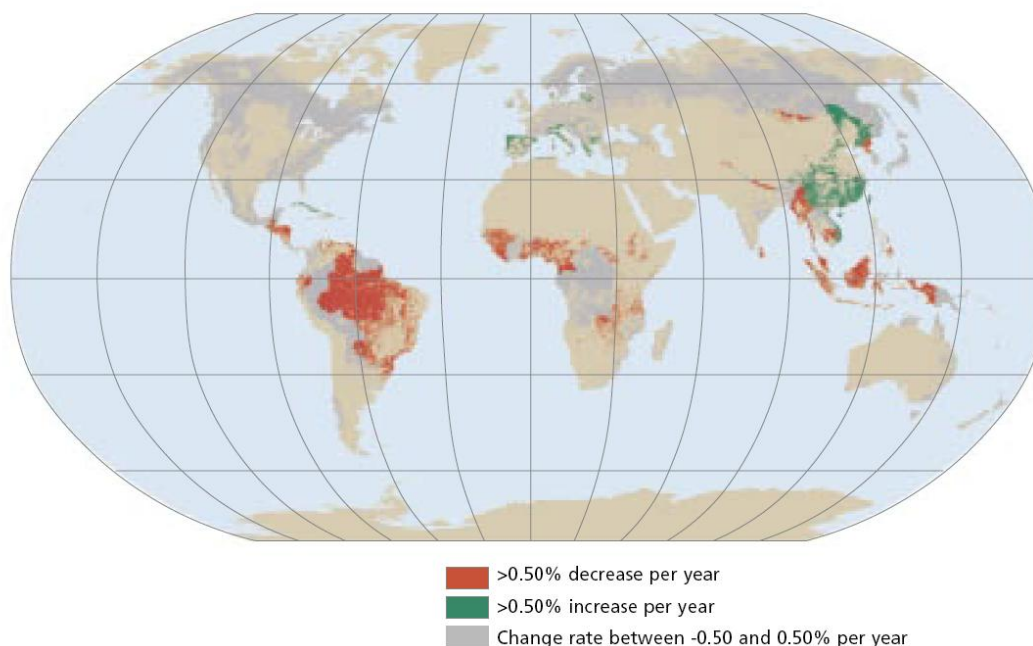 >0.50% decrease per year
>0.50% increase per year
Change rate between -0.50 and 0.50% per year